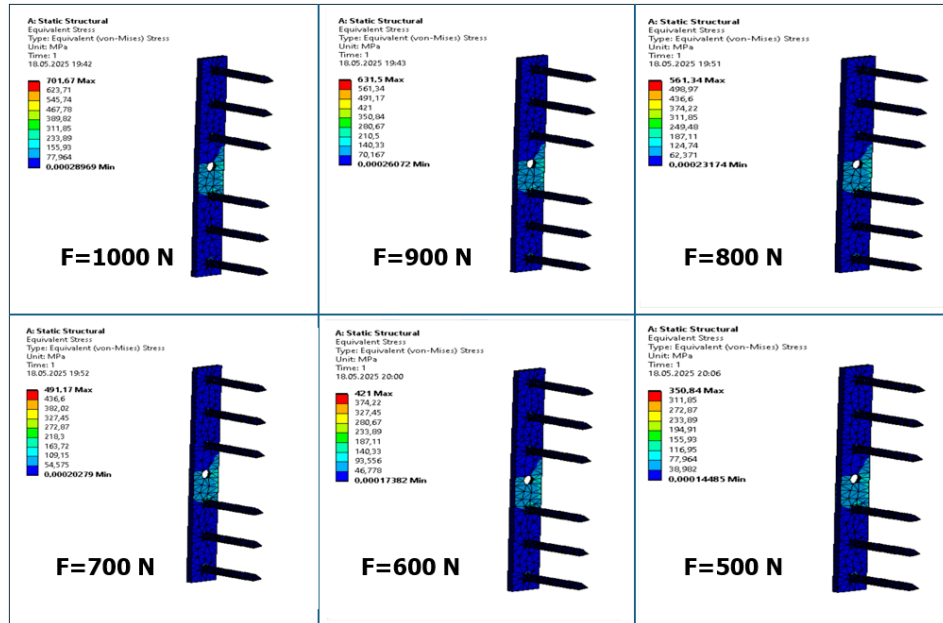 A: Static Structural
Equivalent Stress
Type: Equivalent (von-Mises) Stress
Unit: MPa
Time: 1
18.05.2025 19:42
701,67 Max
623,71
545,74
467,78
389,82
311,85
233,89
155,93
77,964
0,00028969 Min
F=1000 N
A: Static Structural
Equivalent Stress
Type: Equivalent (von-Mises) Stress
Unit: MPa
Time: 1
18.05.2025 19:43
631,5 Max
561,34
491,17
421
350,84
280,67
210,5
140,33
70,167
0,00026072 Min
F=900 N
A: Static Structural
Equivalent Stress
Type: Equivalent (von-Mises) Stress
Unit: MPa
Time: 1
18.05.2025 19:51
561,34 Max
498,97
436,6
374,22
311,85
249,48
187,11
124,74
62,371
0,00023174 Min
F=800 N
A: Static Structural
Equivalent Stress
Type: Equivalent (von-Mises) Stress
Unit: MPa
Time: 1
18.05.2025 19:52
491,17 Max
436,6
382,02
327,45
272,87
218,3
163,72
109,15
54,575
0,00020279 Min
F=700 N
A: Static Structural
Equivalent Stress
Type: Equivalent (von-Mises) Stress
Unit: MPa
Time: 1
18.05.2025 20:00
421 Max
374,22
327,45
280,67
233,89
187,11
140,33
93,556
46,778
0,00017382 Min
F=600 N
A: Static Structural
Equivalent Stress
Type: Equivalent (von-Mises) Stress
Unit: MPa
Time: 1
18.05.2025 20:06
350,84 Max
311,85
272,87
233,89
194,91
155,93
116,95
77,964
38,982
0,00014485 Min
F=500 N